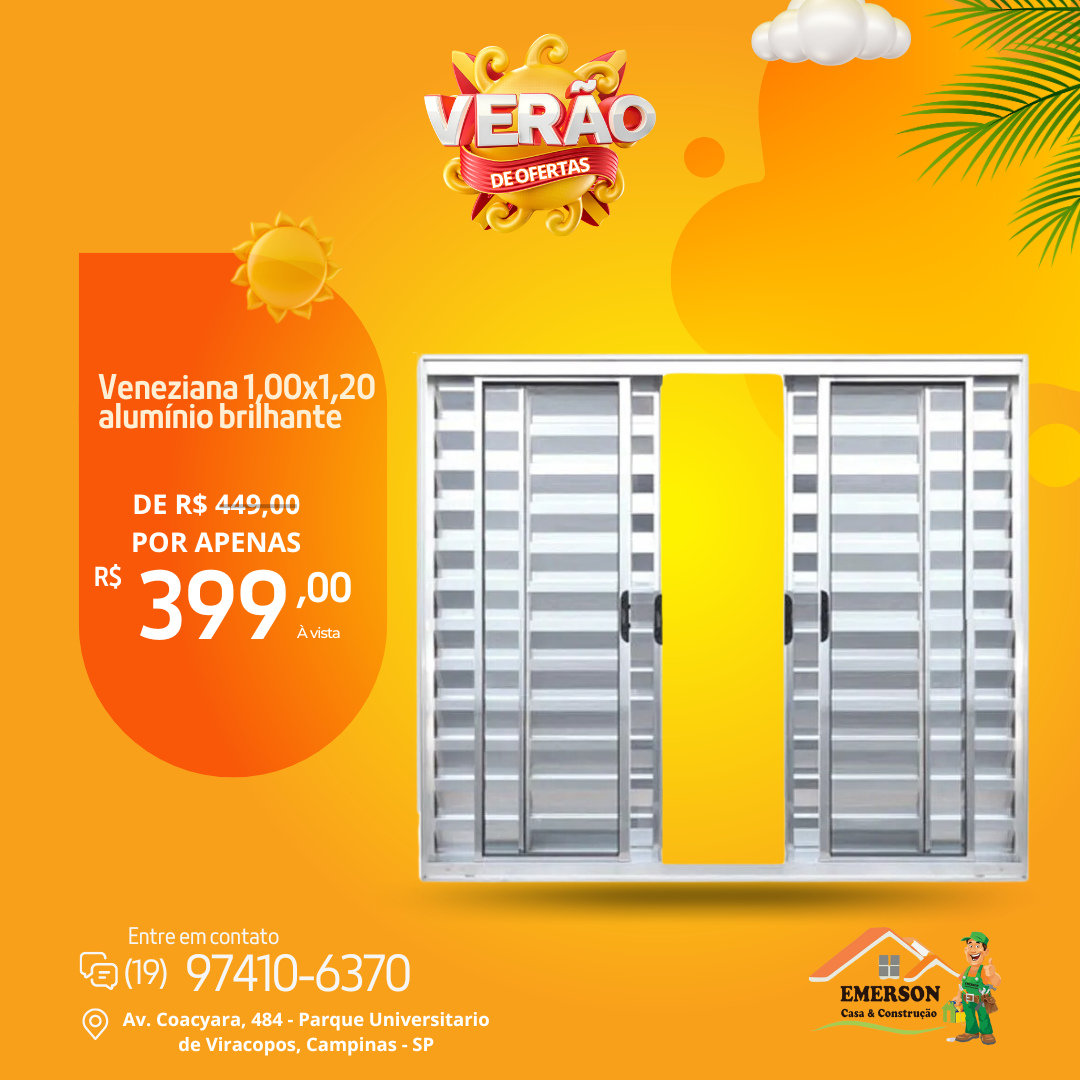 VERÃO
DE OFERTAS
Veneziana 1,00x1,20
alumínio brilhante
DE R$ 449,00
POR APENAS
R$ 399,00
À vista
Entre em contato
(19) 97410-6370
Av. Coacyara, 484 - Parque Universitario
de Viracopos, Campinas - SP
EMERSON
Casa & Construção